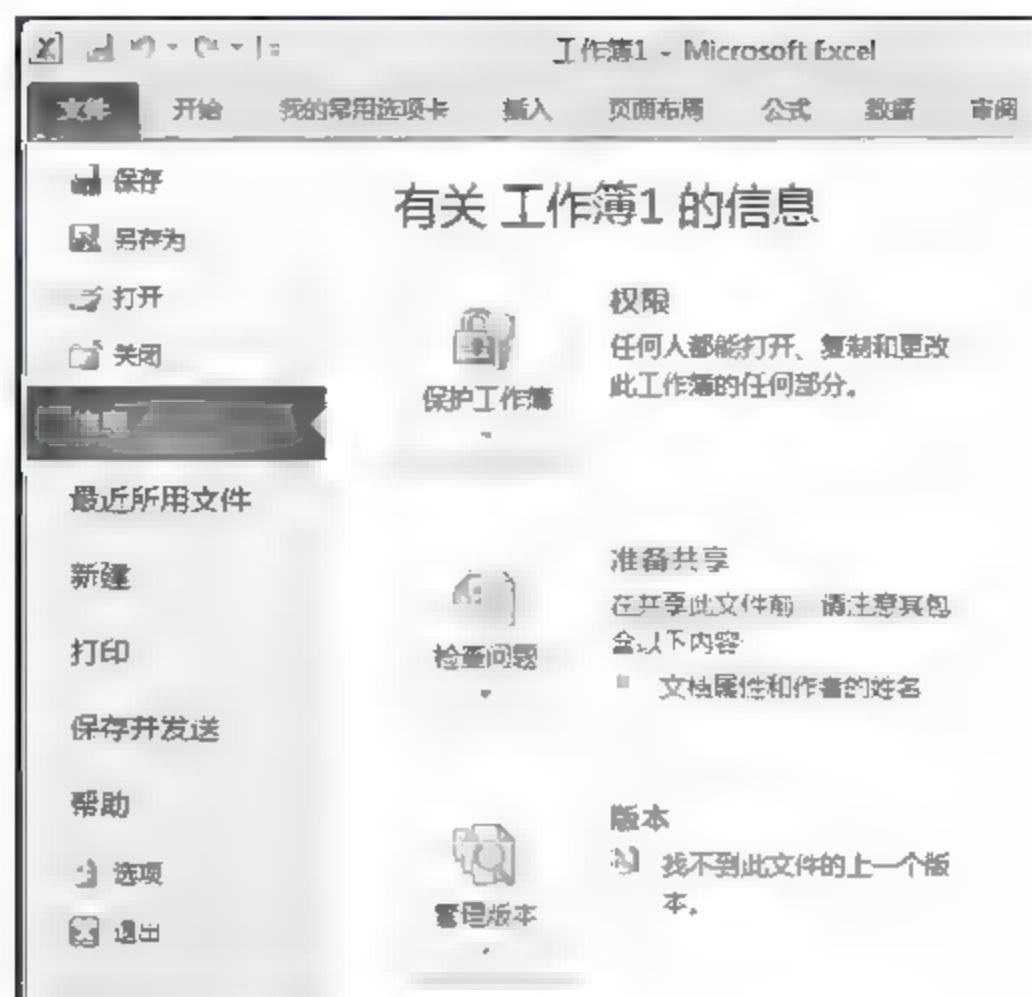 工作簿1 - Microsoft Excel
文件 开始 我的常用选项卡 插入 页面布局 公式 数据 审阅
保存
另存为
打开
关闭
信息
最近所用文件
新建
打印
保存并发送
帮助
选项
退出
有关 工作簿1 的信息
保护工作簿
权限
任何人都能打开、复制和更改
此工作簿的任何部分。
检查问题
准备共享
在共享此文件前 请注意其包
含以下内容
文档属性和作者的姓名
管理版本
版本
找不到此文件的上一个版
本。